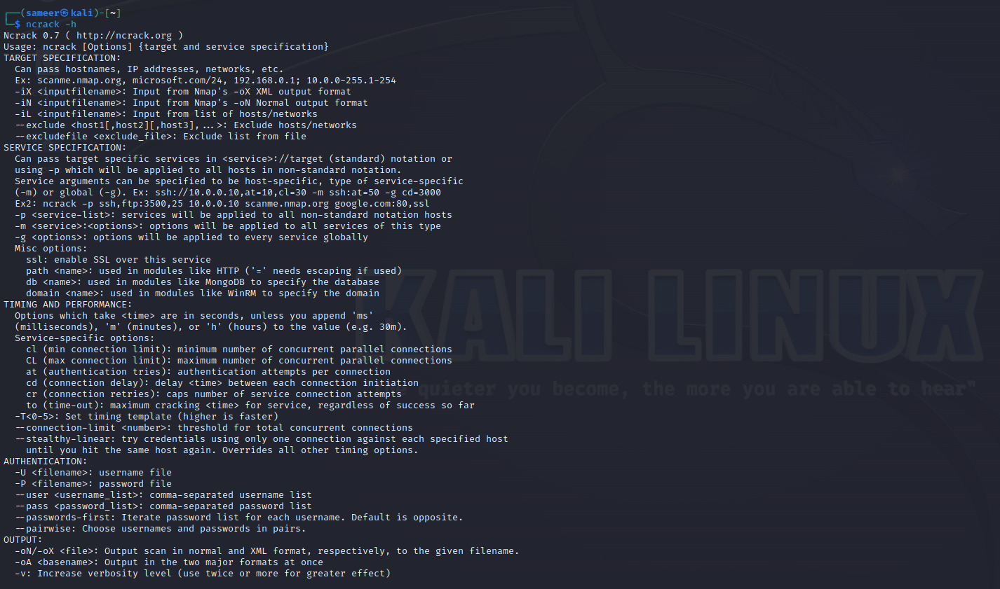 ┌──(sameer㉿kali)-[~]
└─$ ncrack -h
Ncrack 0.7 ( http://ncrack.org )
Usage: ncrack [Options] {target and service specification}
TARGET SPECIFICATION:
  Can pass hostnames, IP addresses, networks, etc.
  Ex: scanme.nmap.org, microsoft.com/24, 192.168.0.1; 10.0.0-255.1-254
  -iX <inputfilename>: Input from Nmap's -oX XML output format
  -iN <inputfilename>: Input from Nmap's -oN Normal output format
  -iL <inputfilename>: Input from list of hosts/networks
  --exclude <host1[,host2][,host3],...>: Exclude hosts/networks
  --excludefile <exclude_file>: Exclude list from file
SERVICE SPECIFICATION:
  Can pass target specific services in <service>://target (standard) notation or
  using -p which will be applied to all hosts in non-standard notation.
  Service arguments can be specified to be host-specific, type of service-specific
  (-m) or global (-g). Ex: ssh://10.0.0.10,at=10,cl=30 -m ssh:at=50 -g cd=3000
  Ex2: ncrack -p ssh,ftp:3500,25 10.0.0.10 scanme.nmap.org google.com:80,ssl
  -p <service-list>: services will be applied to all non-standard notation hosts
  -m <service>:<options>: options will be applied to all services of this type
  -g <options>: options will be applied to every service globally
  Misc options:
    ssl: enable SSL over this service
    path <name>: used in modules like HTTP ('=' needs escaping if used)
    db <name>: used in modules like MongoDB to specify the database
    domain <name>: used in modules like WinRM to specify the domain
TIMING AND PERFORMANCE:
  Options which take <time> are in seconds, unless you append 'ms'
  (milliseconds), 'm' (minutes), or 'h' (hours) to the value (e.g. 30m).
  Service-specific options:
    cl (min connection limit): minimum number of concurrent parallel connections
    CL (max connection limit): maximum number of concurrent parallel connections
    at (authentication tries): authentication attempts per connection
    cd (connection delay): delay <time> between each connection initiation
    cr (connection retries): caps number of service connection attempts
    to (time-out): maximum cracking <time> for service, regardless of success so far
  -T<0-5>: Set timing template (higher is faster)
  --connection-limit <number>: threshold for total concurrent connections
  --stealthy-linear: try credentials using only one connection against each specified host
    until you hit the same host again. Overrides all other timing options.
AUTHENTICATION:
  -U <filename>: username file
  -P <filename>: password file
  --user <username_list>: comma-separated username list
  --pass <password_list>: comma-separated password list
  --passwords-first: Iterate password list for each username. Default is opposite.
  --pairwise: Choose usernames and passwords in pairs.
OUTPUT:
  -oN/-oX <file>: Output scan in normal and XML format, respectively, to the given filename.
  -oA <basename>: Output in the two major formats at once
  -v: Increase verbosity level (use twice or more for greater effect)
KALI LINUX
quieter you become, the more you are able to hear"